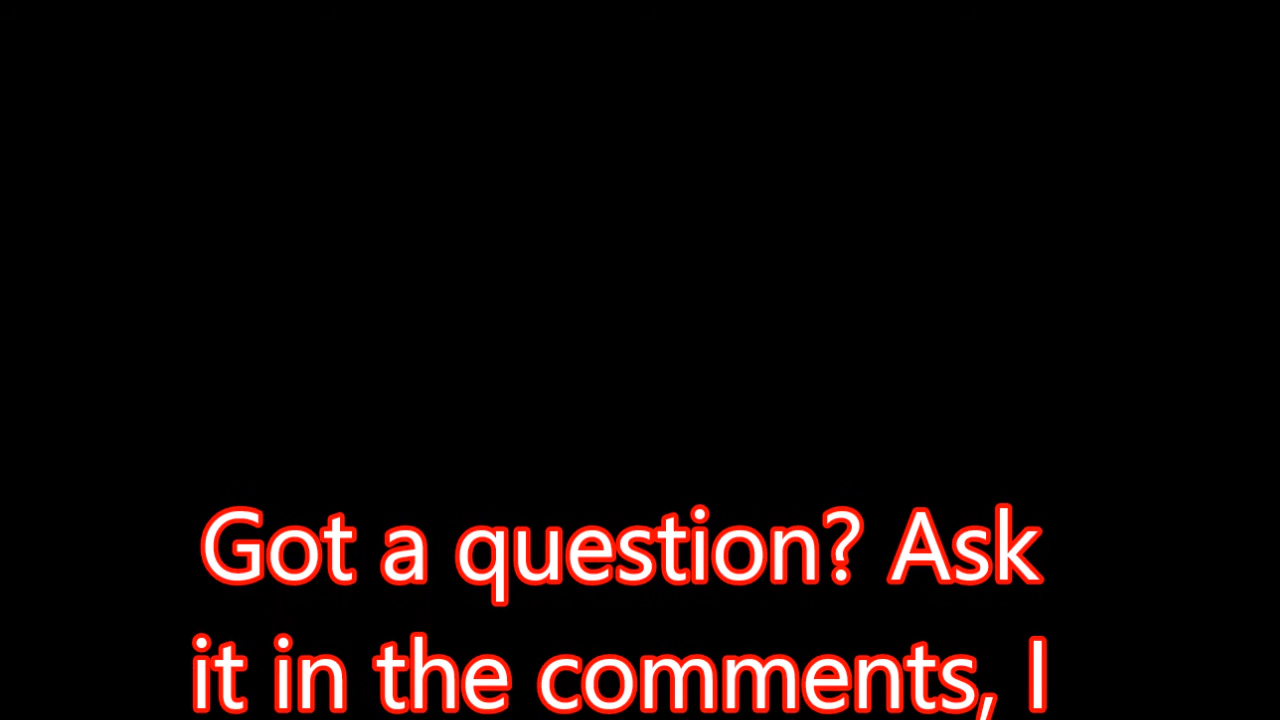 Got a question? Ask
it in the comments, I